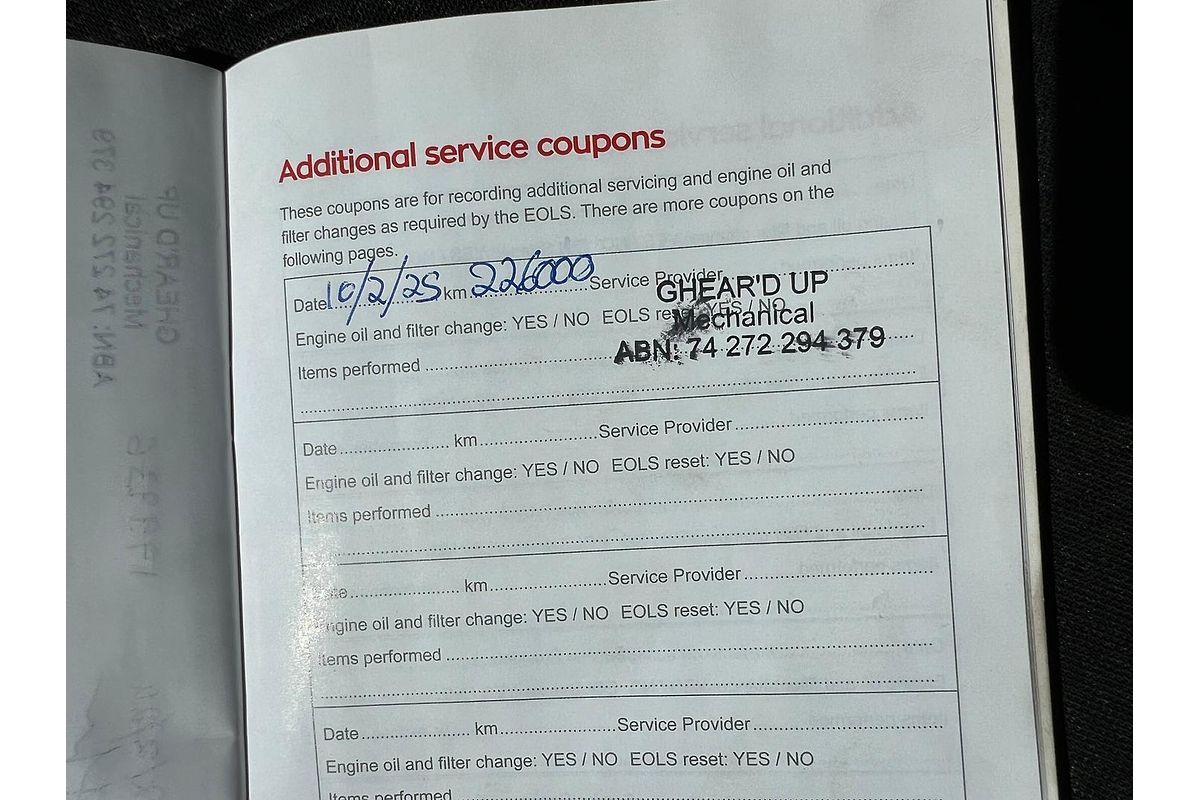 Additional service coupons
These coupons are for recording additional servicing and engine oil and
filter changes as required by the EOLS. There are more coupons on the
following pages.
Date 10/2/25 km 226000 Service Provider
GHEAR'D UP
Engine oil and filter change: YES / NO EOLS reset: YES / NO
Mechanical
Items performed
ABN: 74 272 294 379
Date km Service Provider
Engine oil and filter change: YES / NO EOLS reset: YES / NO
Items performed
Date km Service Provider
Engine oil and filter change: YES / NO EOLS reset: YES / NO
Items performed
Date km Service Provider
Engine oil and filter change: YES / NO EOLS reset: YES / NO
Items performed